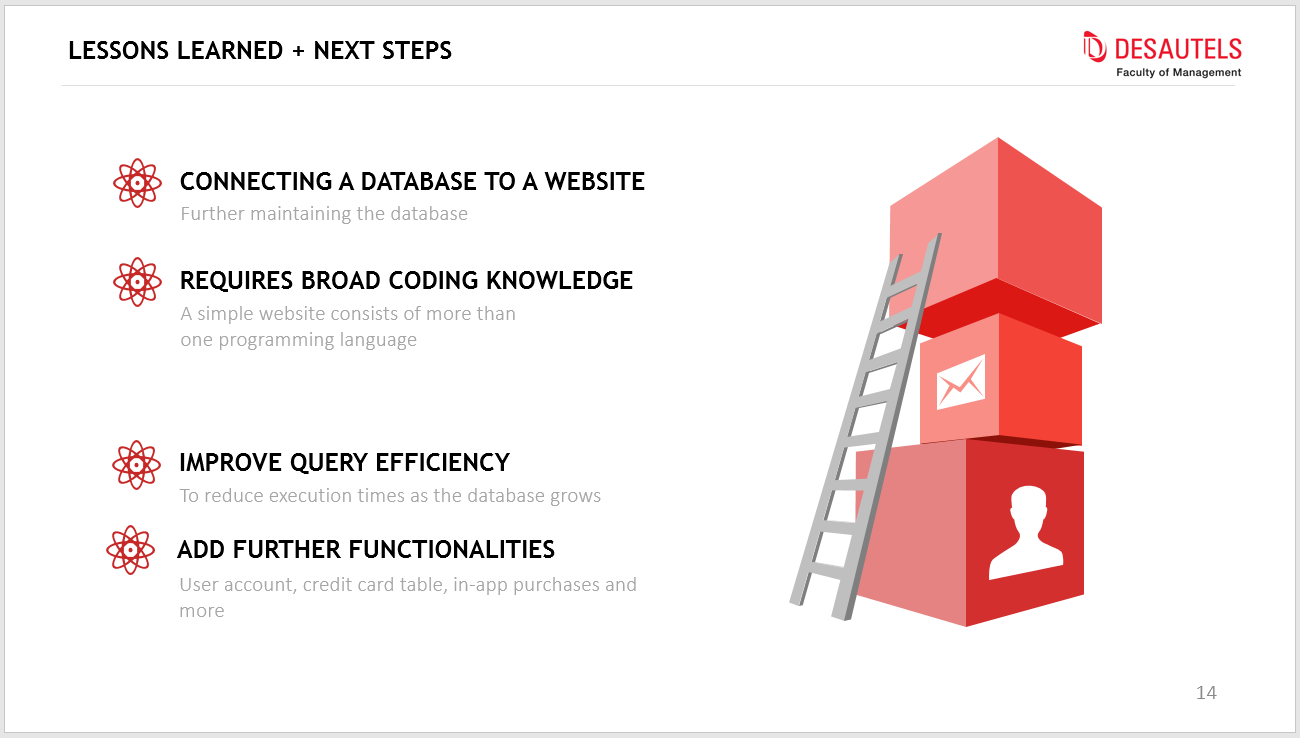 LESSONS LEARNED + NEXT STEPS
DESAUTELS
Faculty of Management
CONNECTING A DATABASE TO A WEBSITE
Further maintaining the database
REQUIRES BROAD CODING KNOWLEDGE
A simple website consists of more than
one programming language
IMPROVE QUERY EFFICIENCY
To reduce execution times as the database grows
ADD FURTHER FUNCTIONALITIES
User account, credit card table, in-app purchases and
more
14